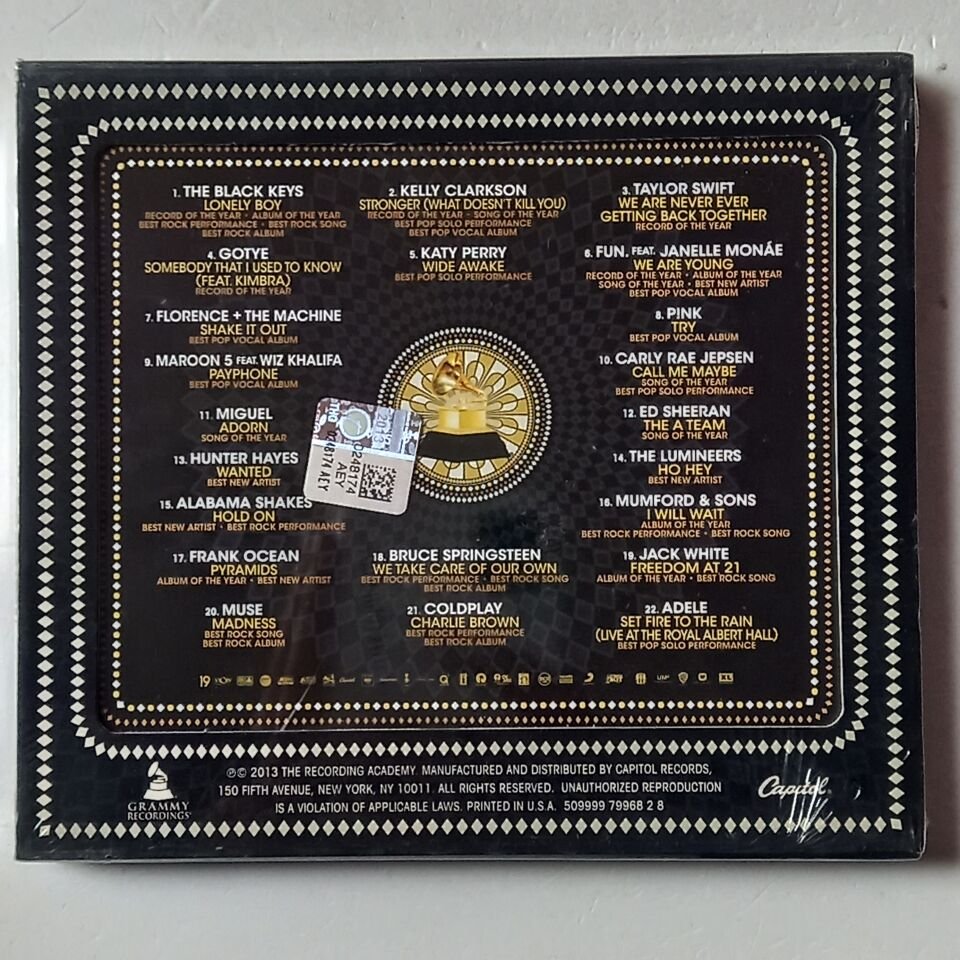 1. THE BLACK KEYS
LONELY BOY
RECORD OF THE YEAR • ALBUM OF THE YEAR
BEST ROCK PERFORMANCE • BEST ROCK SONG
BEST ROCK ALBUM
2. KELLY CLARKSON
STRONGER (WHAT DOESN'T KILL YOU)
RECORD OF THE YEAR • SONG OF THE YEAR
BEST POP SOLO PERFORMANCE
BEST POP VOCAL ALBUM
3. TAYLOR SWIFT
WE ARE NEVER EVER
GETTING BACK TOGETHER
RECORD OF THE YEAR
4. GOTYE
SOMEBODY THAT I USED TO KNOW
(FEAT. KIMBRA)
RECORD OF THE YEAR
5. KATY PERRY
WIDE AWAKE
BEST POP SOLO PERFORMANCE
6. FUN. FEAT. JANELLE MONÁE
WE ARE YOUNG
RECORD OF THE YEAR • ALBUM OF THE YEAR
SONG OF THE YEAR • BEST NEW ARTIST
BEST POP VOCAL ALBUM
7. FLORENCE + THE MACHINE
SHAKE IT OUT
BEST POP VOCAL ALBUM
8. P!NK
TRY
BEST POP VOCAL ALBUM
9. MAROON 5 FEAT. WIZ KHALIFA
PAYPHONE
BEST POP VOCAL ALBUM
10. CARLY RAE JEPSEN
CALL ME MAYBE
SONG OF THE YEAR
BEST POP SOLO PERFORMANCE
11. MIGUEL
ADORN
SONG OF THE YEAR
12. ED SHEERAN
THE A TEAM
SONG OF THE YEAR
13. HUNTER HAYES
WANTED
BEST NEW ARTIST
14. THE LUMINEERS
HO HEY
BEST NEW ARTIST
15. ALABAMA SHAKES
HOLD ON
BEST NEW ARTIST • BEST ROCK PERFORMANCE
16. MUMFORD & SONS
I WILL WAIT
ALBUM OF THE YEAR
BEST ROCK PERFORMANCE • BEST ROCK SONG
17. FRANK OCEAN
PYRAMIDS
ALBUM OF THE YEAR • BEST NEW ARTIST
18. BRUCE SPRINGSTEEN
WE TAKE CARE OF OUR OWN
BEST ROCK PERFORMANCE • BEST ROCK SONG
BEST ROCK ALBUM
19. JACK WHITE
FREEDOM AT 21
ALBUM OF THE YEAR • BEST ROCK SONG
20. MUSE
MADNESS
BEST ROCK SONG
BEST ROCK ALBUM
21. COLDPLAY
CHARLIE BROWN
BEST ROCK PERFORMANCE
BEST ROCK ALBUM
22. ADELE
SET FIRE TO THE RAIN
(LIVE AT THE ROYAL ALBERT HALL)
BEST POP SOLO PERFORMANCE
2013
0248174 AEY
0248174
AEY
19
XL
GRAMMY
RECORDINGS
℗© 2013 THE RECORDING ACADEMY. MANUFACTURED AND DISTRIBUTED BY CAPITOL RECORDS,
150 FIFTH AVENUE, NEW YORK, NY 10011. ALL RIGHTS RESERVED. UNAUTHORIZED REPRODUCTION
IS A VIOLATION OF APPLICABLE LAWS. PRINTED IN U.S.A. 509999 79968 2 8
Capitol